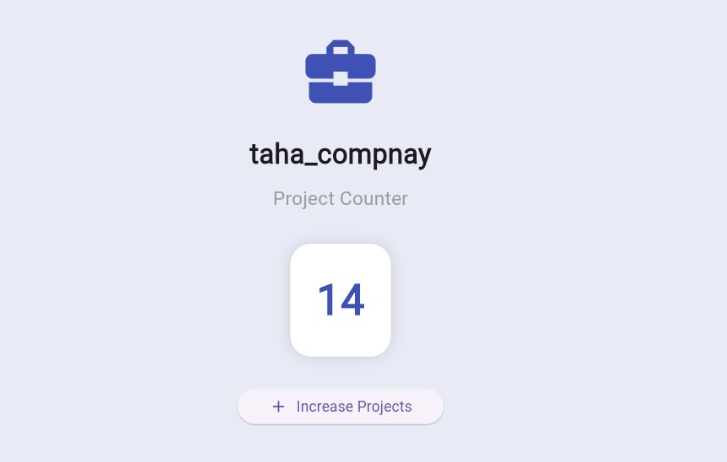 taha_compnay
Project Counter
14
+ Increase Projects